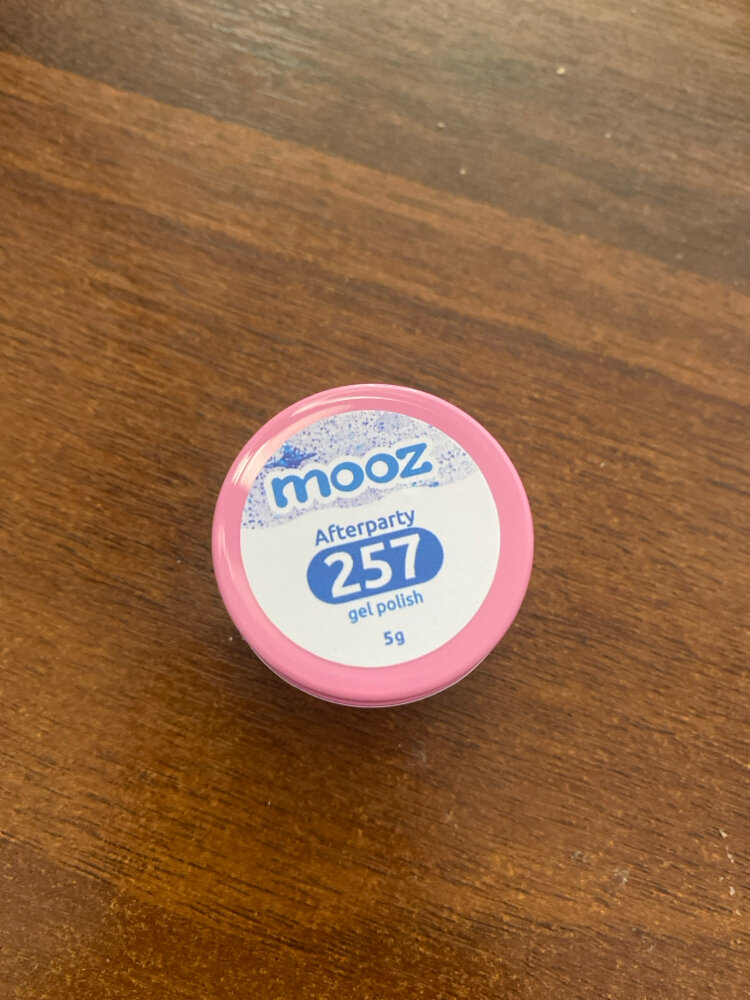 mooz
Afterparty
257
gel polish
5g